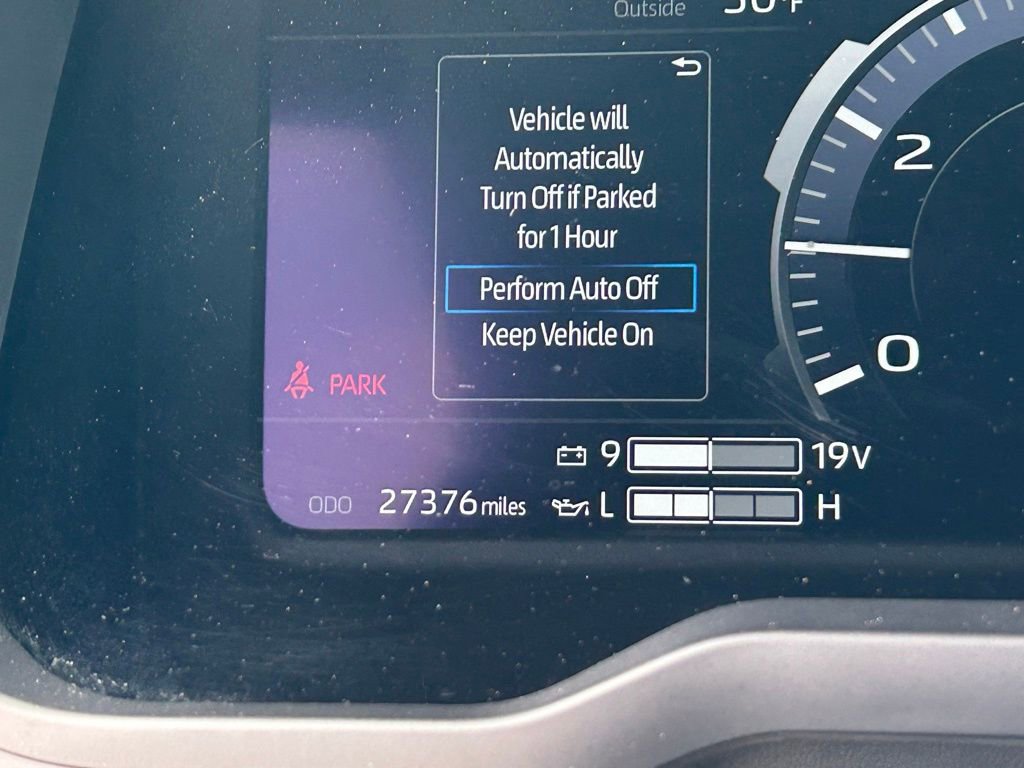 Outside
Vehicle will
Automatically
Turn Off if Parked
for 1 Hour
Perform Auto Off
Keep Vehicle On
PARK
2
0
9 19V
ODO 27376 miles
L H